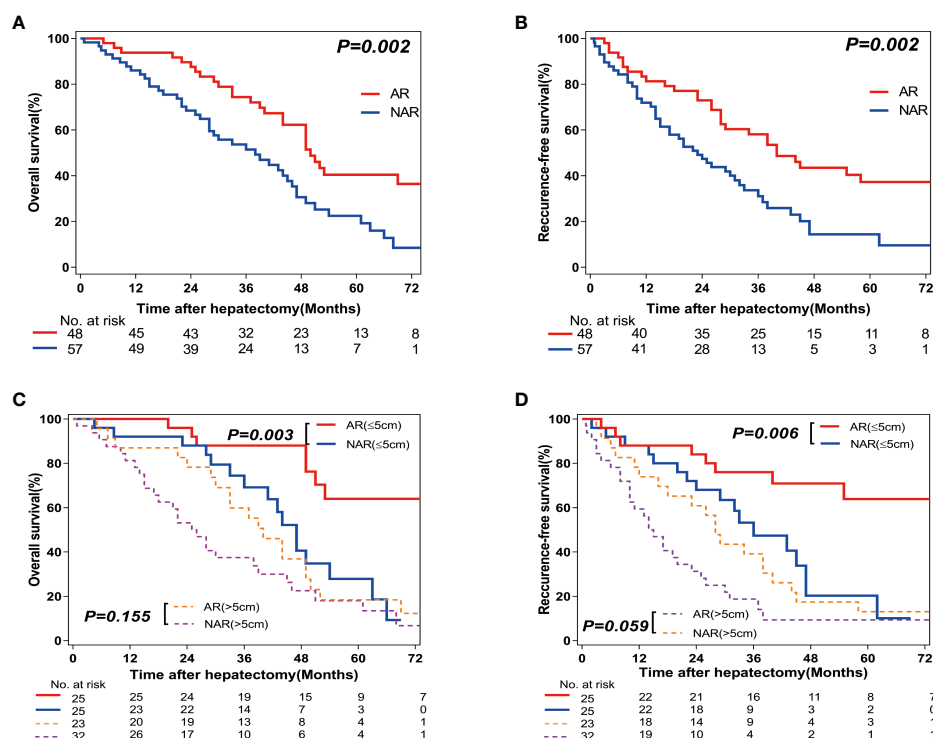 A
P=0.002
AR
NAR
Overall survival(%)
100
80
60
40
20
0
0 12 24 36 48 60 72
Time after hepatectomy(Months)
No. at risk
48 45 43 32 23 13 8
57 49 39 24 13 7 1
B
P=0.002
AR
NAR
Reccurence-free survival(%)
100
80
60
40
20
0
0 12 24 36 48 60 72
Time after hepatectomy(Months)
No. at risk
48 40 35 25 15 11 8
57 41 28 13 5 3 1
C
P=0.003
AR(≤5cm)
NAR(≤5cm)
Overall survival(%)
100
80
60
40
20
0
P=0.155
AR(>5cm)
NAR(>5cm)
0 12 24 36 48 60 72
Time after hepatectomy(Months)
No. at risk
25 25 24 19 15 9 7
25 23 22 14 7 3 0
23 20 19 13 8 4 1
32 26 17 10 6 4 1
D
P=0.006
AR(≤5cm)
NAR(≤5cm)
Reccurence-free survival(%)
100
80
60
40
20
0
P=0.059
AR(>5cm)
NAR(>5cm)
0 12 24 36 48 60 72
Time after hepatectomy(Months)
No. at risk
25 22 21 16 11 8 7
25 22 18 9 3 2
23 18 14 9 4 3
32 19 10 4 2 1